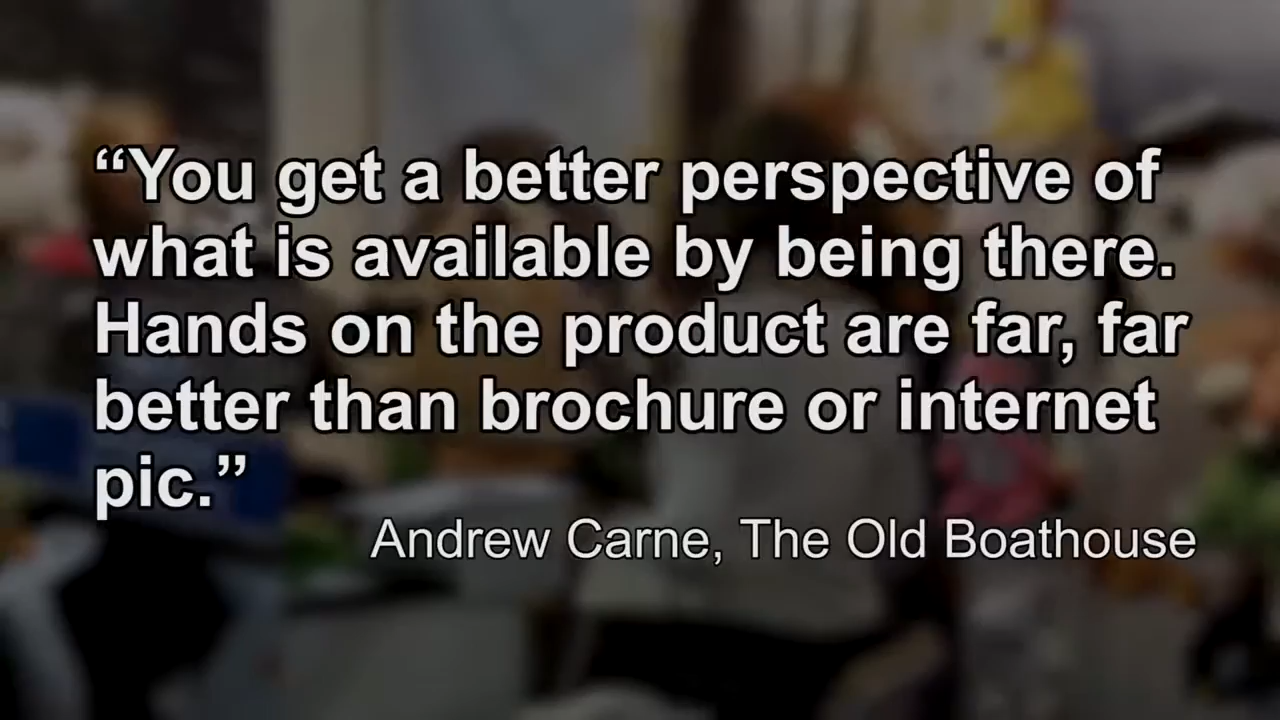 “You get a better perspective of
what is available by being there.
Hands on the product are far, far
better than brochure or internet
pic.”
Andrew Carne, The Old Boathouse